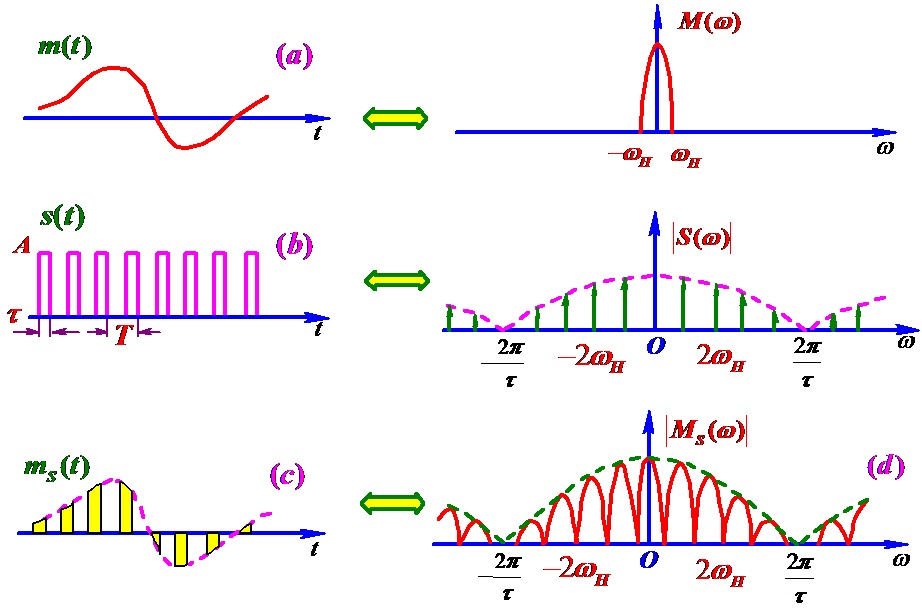 m(t)
(a)
t
M(ω)
−ω_H
ω_H
ω
s(t)
(b)
A
τ
T
t
|S(ω)|
−2π/τ
−2ω_H
O
2ω_H
2π/τ
ω
m_s(t)
(c)
t
|M_s(ω)|
(d)
−2π/τ
−2ω_H
O
2ω_H
2π/τ
ω